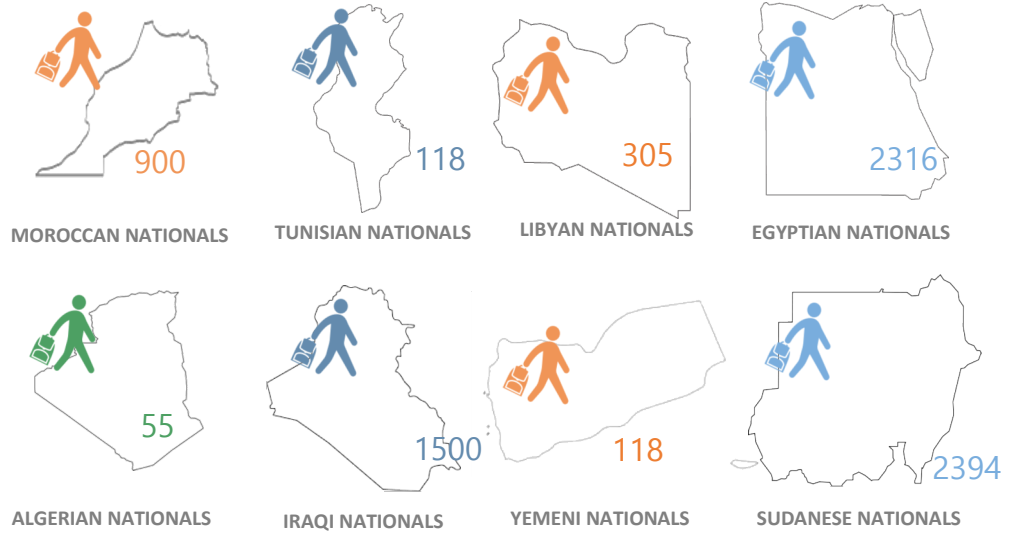 900
118
305
2316
MOROCCAN NATIONALS
TUNISIAN NATIONALS
LIBYAN NATIONALS
EGYPTIAN NATIONALS
55
1500
118
2394
ALGERIAN NATIONALS
IRAQI NATIONALS
YEMENI NATIONALS
SUDANESE NATIONALS